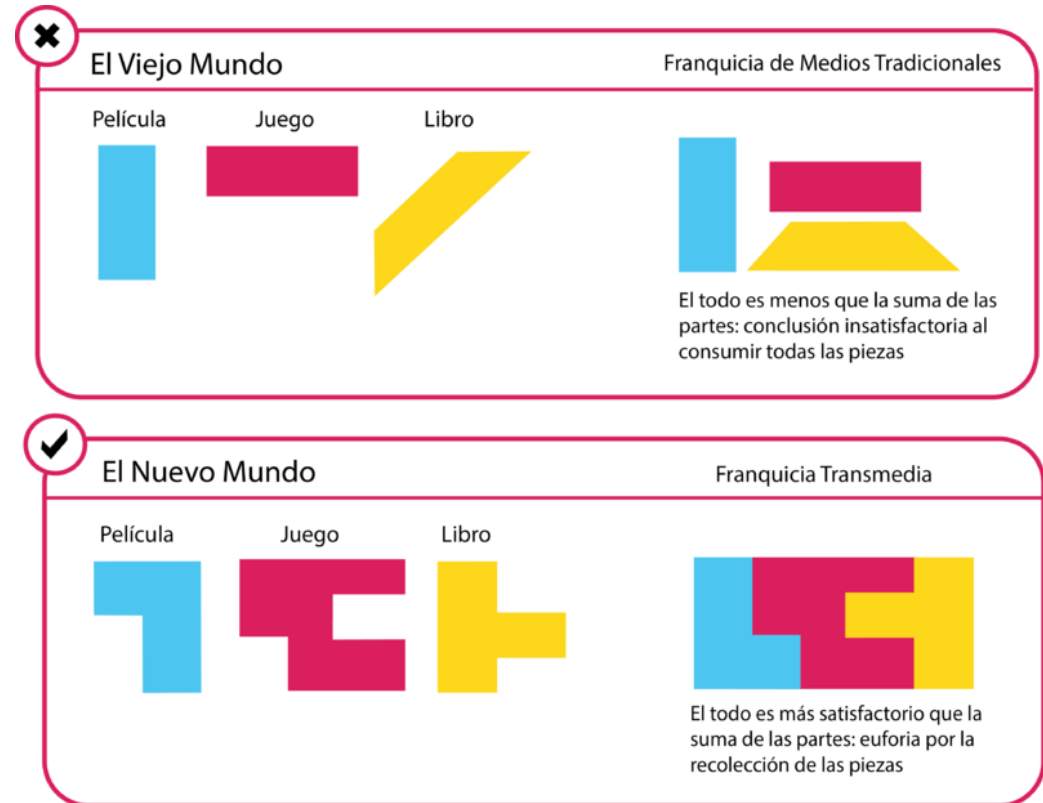 El Viejo Mundo
Franquicia de Medios Tradicionales
Película
Juego
Libro
El todo es menos que la suma de las
partes: conclusión insatisfactoria al
consumir todas las piezas
El Nuevo Mundo
Franquicia Transmedia
Película
Juego
Libro
El todo es más satisfactorio que la
suma de las partes: euforia por la
recolección de las piezas